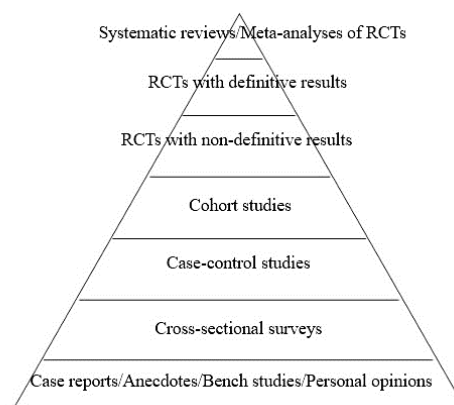 Systematic reviews/Meta-analyses of RCTs
RCTs with definitive results
RCTs with non-definitive results
Cohort studies
Case-control studies
Cross-sectional surveys
Case reports/Anecdotes/Bench studies/Personal opinions